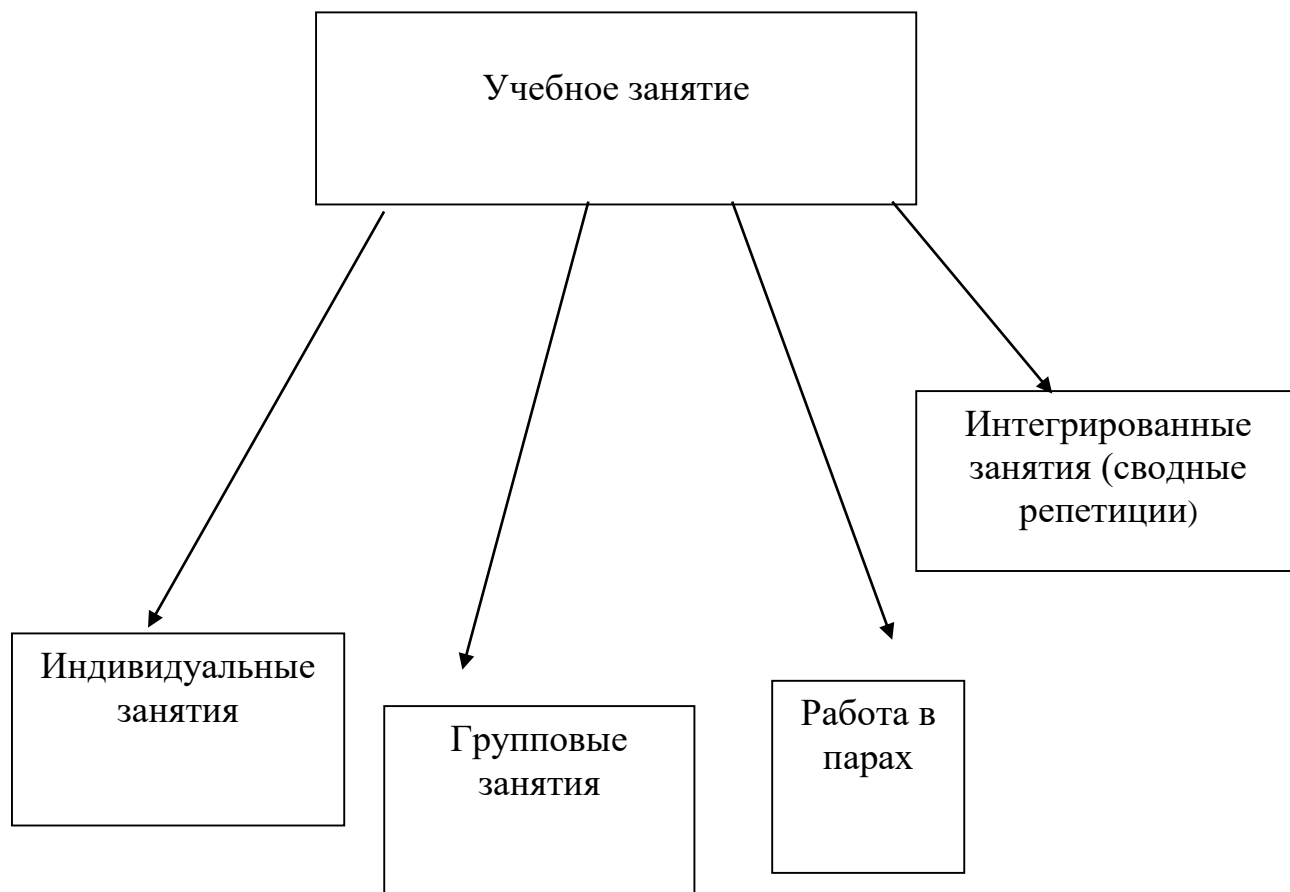 Учебное занятие
Интегрированные
занятия (сводные
репетиции)
Индивидуальные
занятия
Групповые
занятия
Работа в
парах